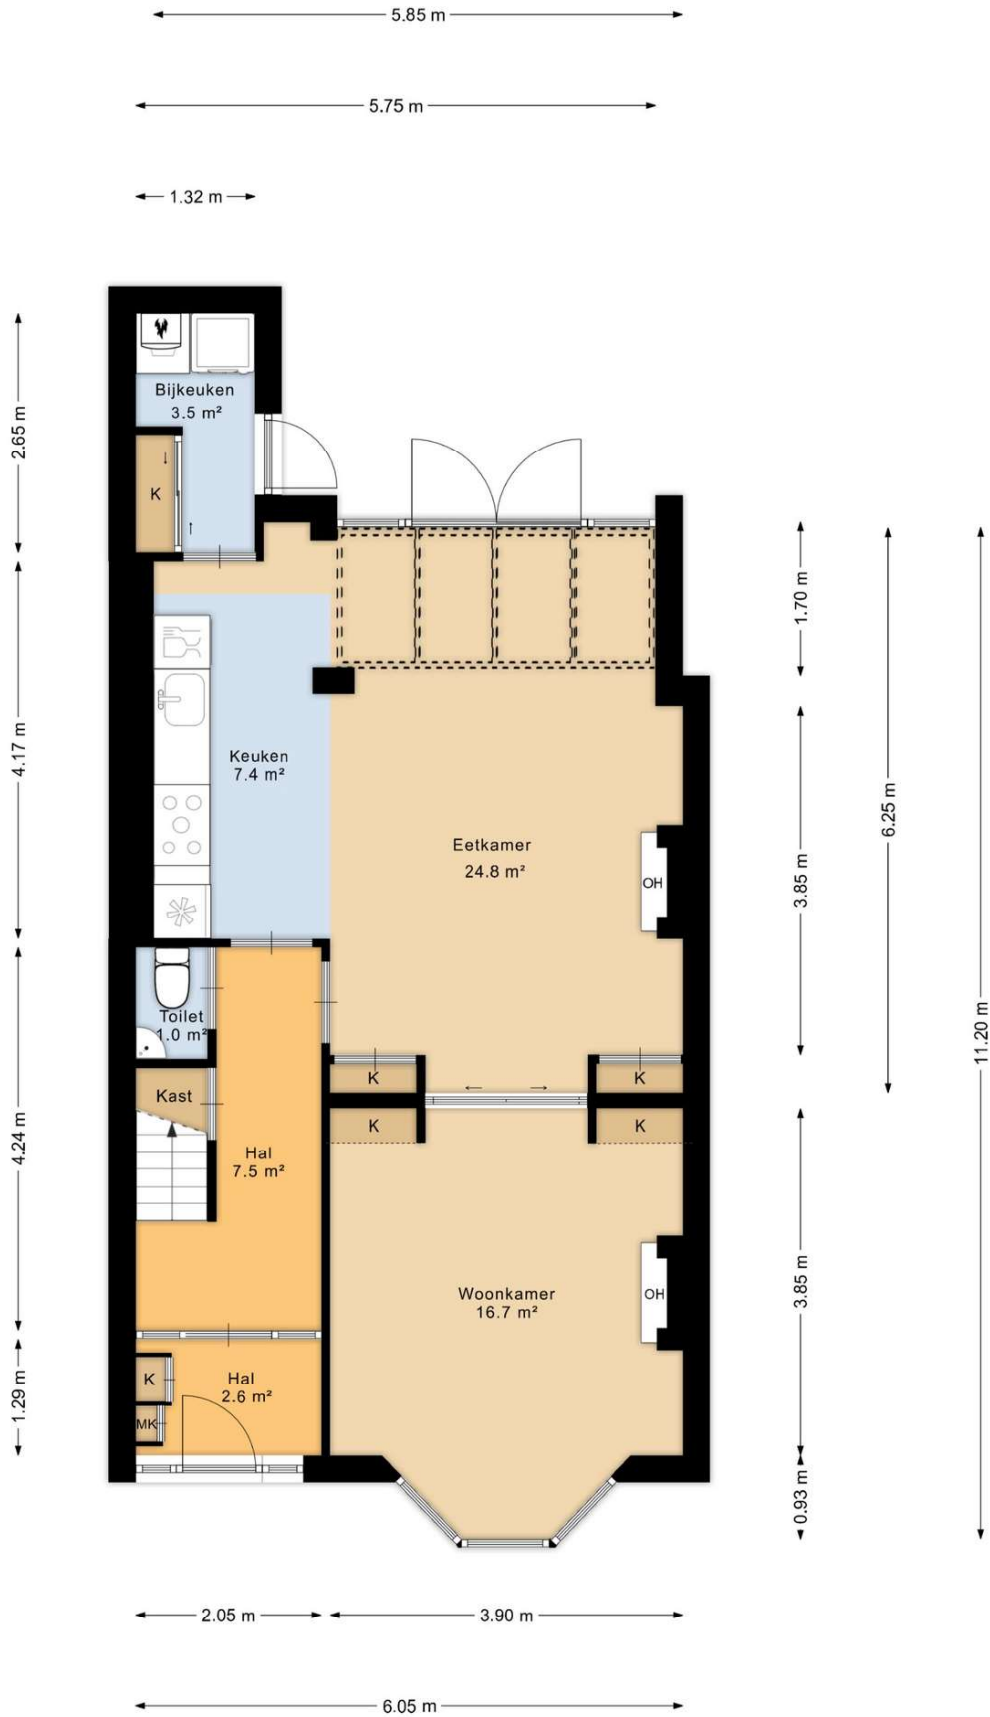 5.85 m
5.75 m
1.32 m
2.65 m
4.17 m
4.24 m
1.29 m
Bijkeuken
3.5 m²
K
Keuken
7.4 m²
Eetkamer
24.8 m²
OH
Toilet
1.0 m²
Kast
K
K
K
K
Hal
7.5 m²
Woonkamer
16.7 m²
OH
K
Hal
2.6 m²
MK
1.70 m
3.85 m
6.25 m
11.20 m
3.85 m
0.93 m
2.05 m
3.90 m
6.05 m